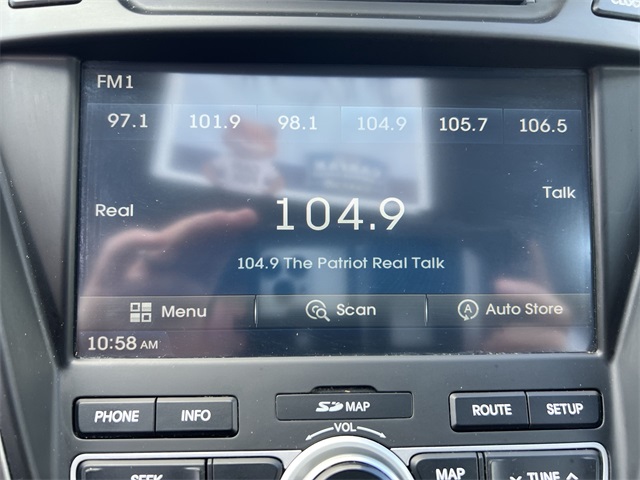 CLOCK
FM1
97.1 101.9 98.1 104.9 105.7 106.5
Talk
Real
104.9
104.9 The Patriot Real Talk
Menu Scan Auto Store
10:58 AM
PHONE INFO SD MAP ROUTE SETUP
VOL
SEEK MAP TUNE